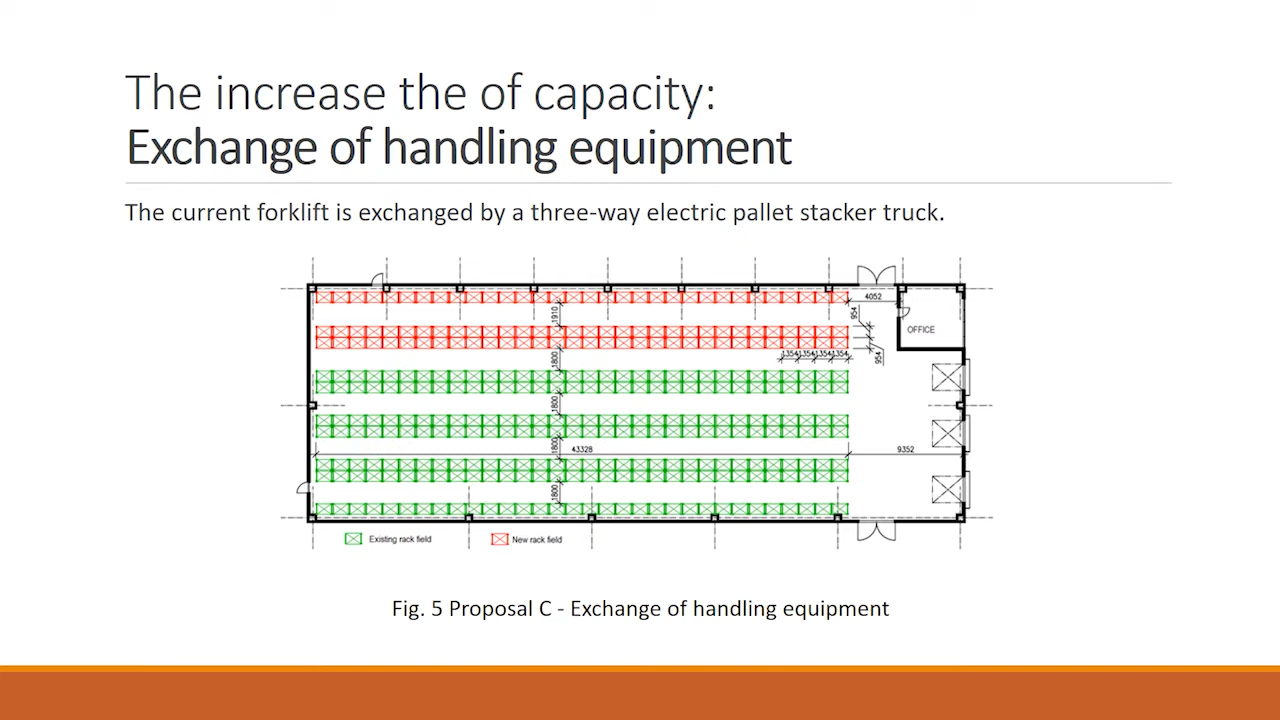 The increase the of capacity:
Exchange of handling equipment
The current forklift is exchanged by a three-way electric pallet stacker truck.
4052
1910
954
OFFICE
1354 1354 1354 1354
954
1800
1800
1800
43328
9352
1800
Existing rack field
New rack field
Fig. 5 Proposal C - Exchange of handling equipment